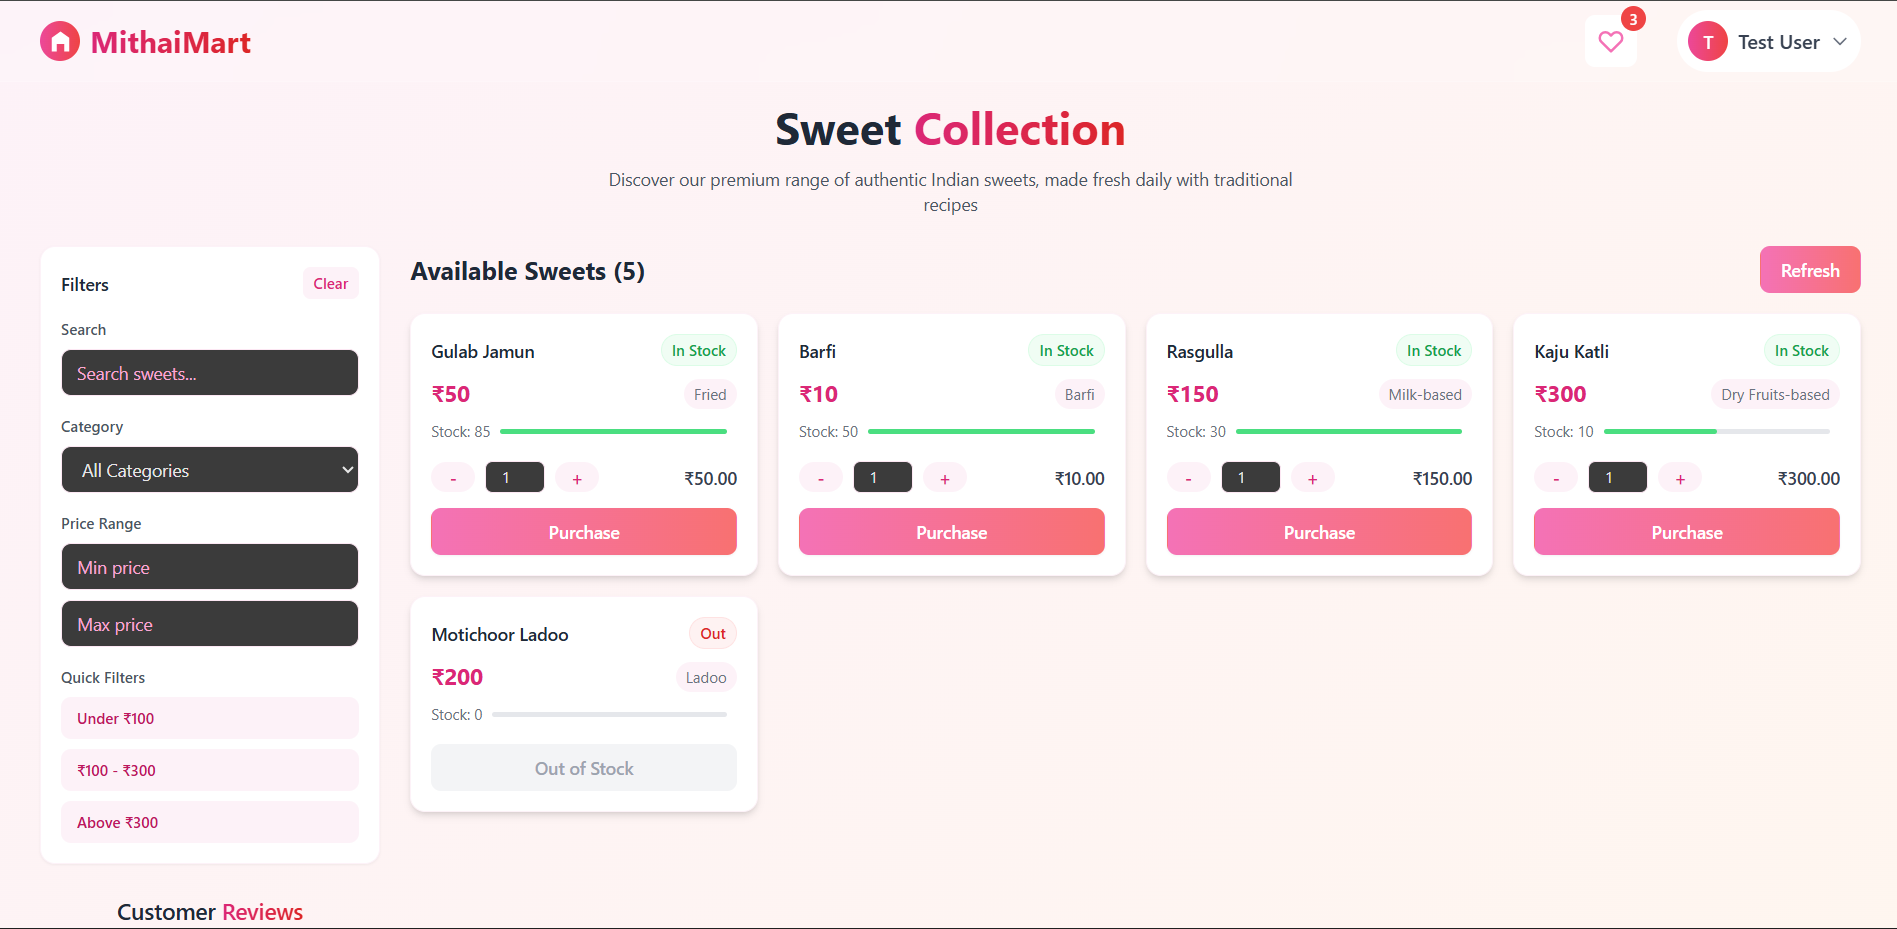 MithaiMart
3
T
Test User
Sweet Collection
Discover our premium range of authentic Indian sweets, made fresh daily with traditional
recipes
Filters
Clear
Search
Search sweets...
Category
All Categories
Price Range
Min price
Max price
Quick Filters
Under ₹100
₹100 - ₹300
Above ₹300
Customer Reviews
Available Sweets (5)
Refresh
Gulab Jamun
In Stock
₹50
Fried
Stock: 85
- 1 +
₹50.00
Purchase
Barfi
In Stock
₹10
Barfi
Stock: 50
- 1 +
₹10.00
Purchase
Rasgulla
In Stock
₹150
Milk-based
Stock: 30
- 1 +
₹150.00
Purchase
Kaju Katli
In Stock
₹300
Dry Fruits-based
Stock: 10
- 1 +
₹300.00
Purchase
Motichoor Ladoo
Out
₹200
Ladoo
Stock: 0
Out of Stock